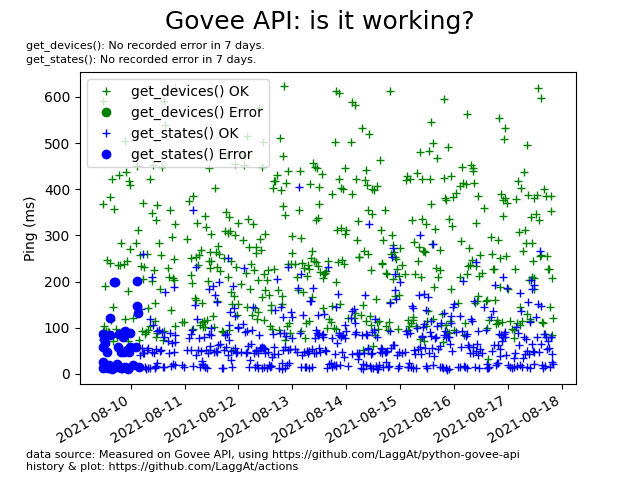 Govee API: is it working?
get_devices(): No recorded error in 7 days.
get_states(): No recorded error in 7 days.
get_devices() OK
get_devices() Error
get_states() OK
get_states() Error
Ping (ms)
600
500
400
300
200
100
0
2021-08-10
2021-08-11
2021-08-12
2021-08-13
2021-08-14
2021-08-15
2021-08-16
2021-08-17
2021-08-18
data source: Measured on Govee API, using https://github.com/LaggAt/python-govee-api
history & plot: https://github.com/LaggAt/actions